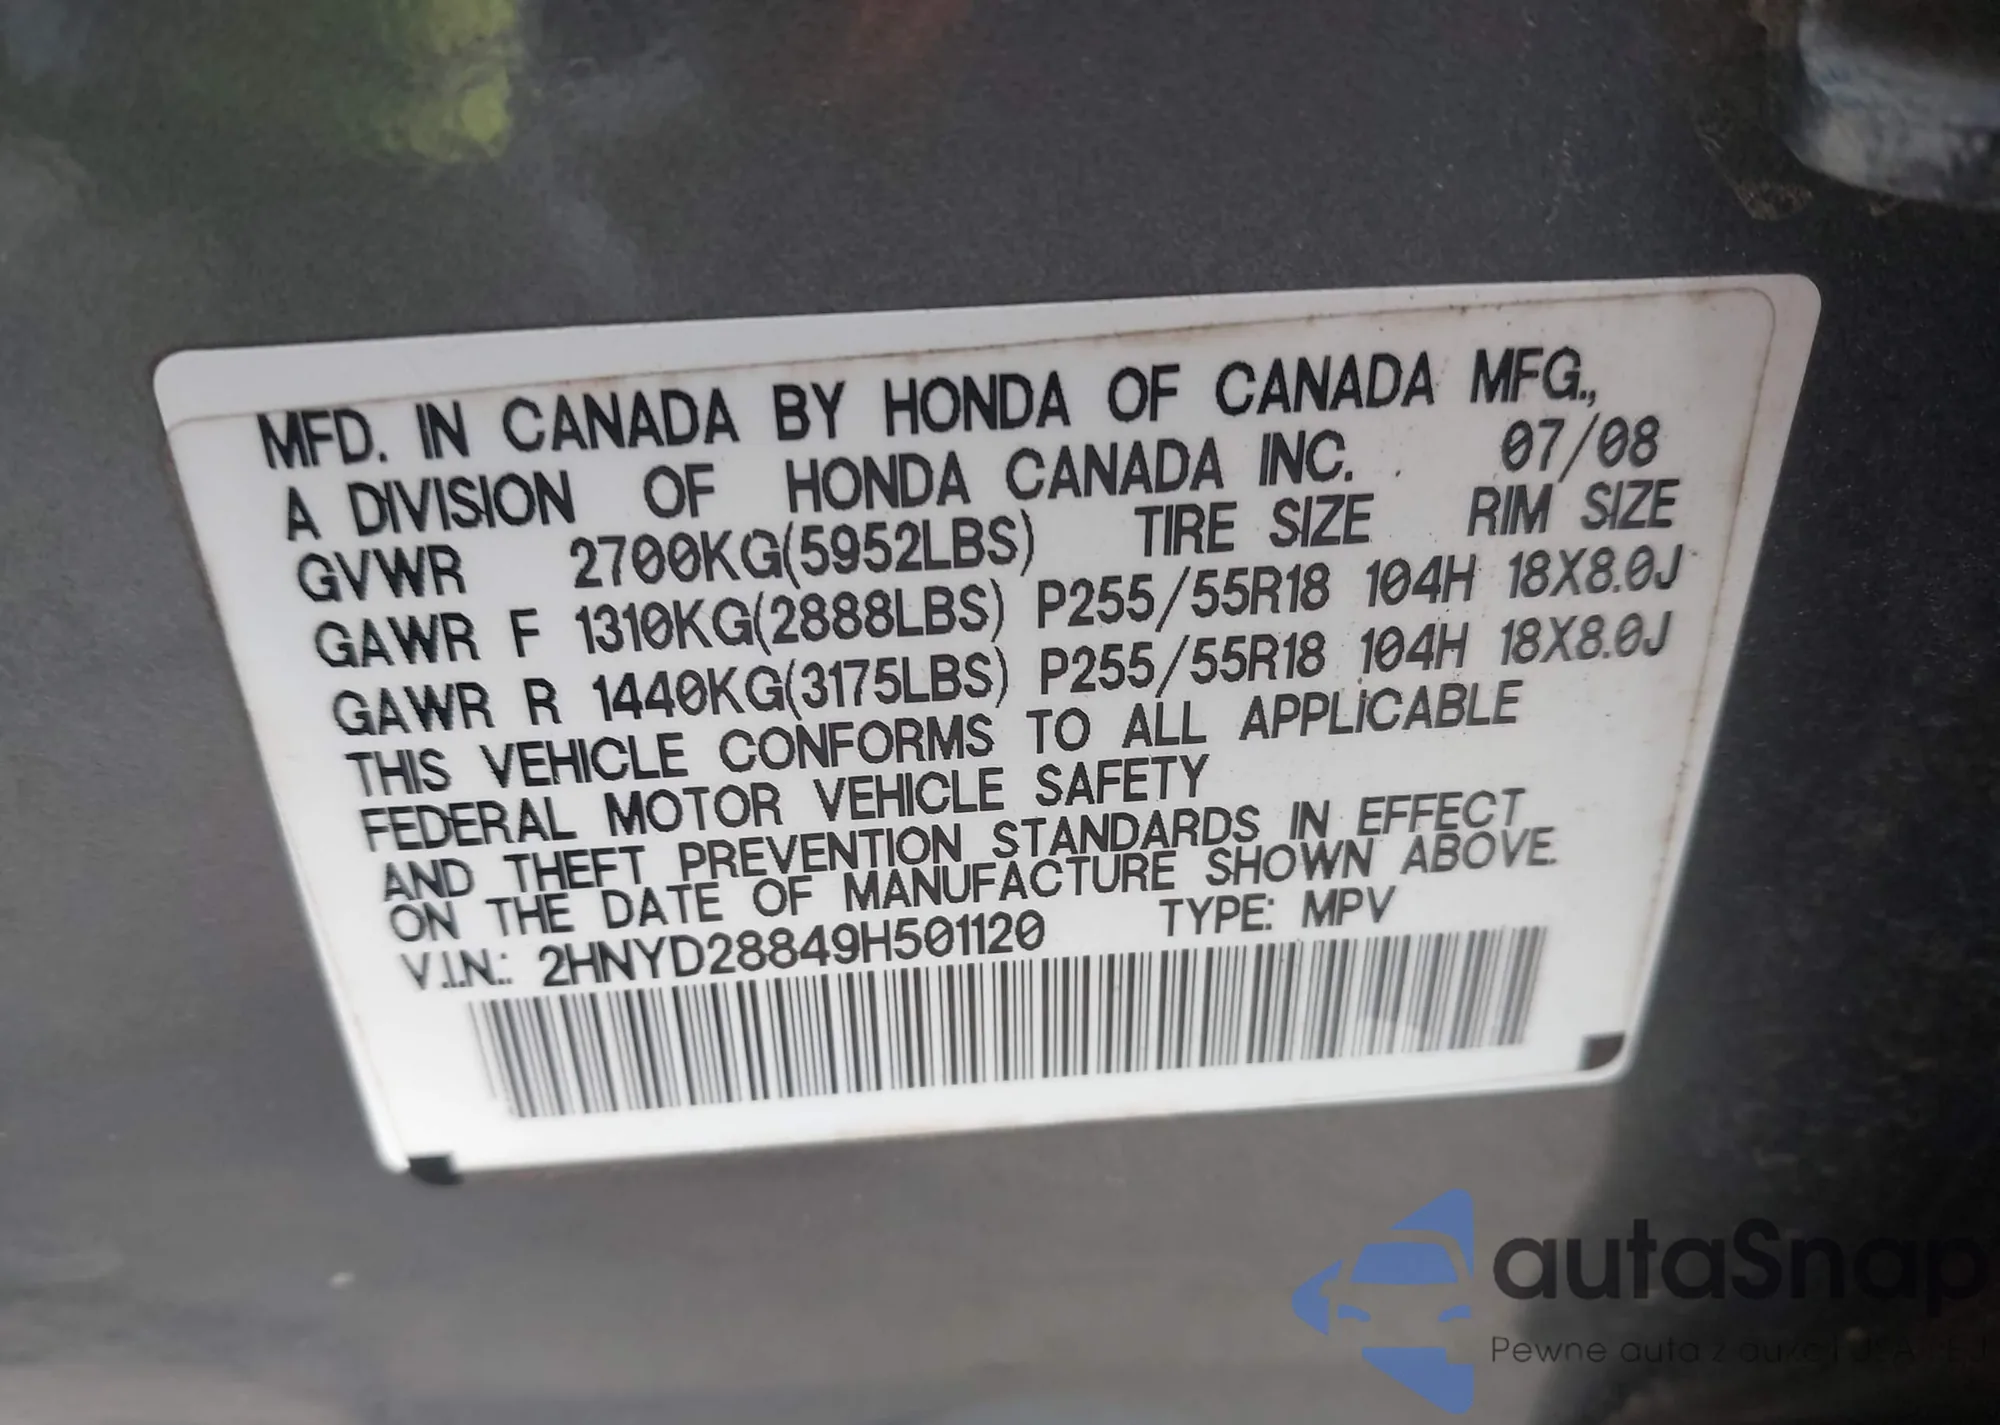 MFD. IN CANADA BY HONDA OF CANADA MFG.,
A DIVISION OF HONDA CANADA INC. 07/08
GVWR 2700KG(5952LBS) TIRE SIZE RIM SIZE
GAWR F 1310KG(2888LBS) P255/55R18 104H 18X8.0J
GAWR R 1440KG(3175LBS) P255/55R18 104H 18X8.0J
THIS VEHICLE CONFORMS TO ALL APPLICABLE
FEDERAL MOTOR VEHICLE SAFETY
AND THEFT PREVENTION STANDARDS IN EFFECT
ON THE DATE OF MANUFACTURE SHOWN ABOVE.
V.I.N.: 2HNYD28849H501120 TYPE: MPV
autaSnap
Pewne auta z